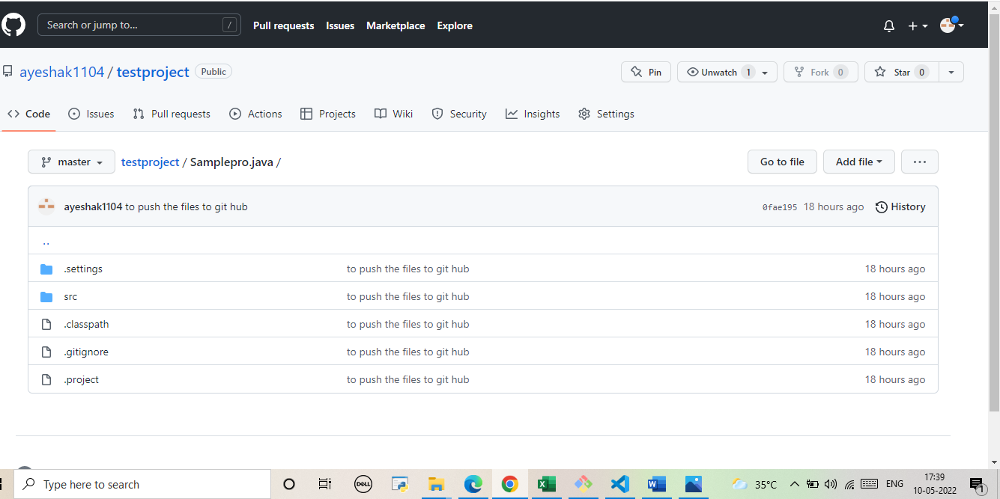 Search or jump to... / Pull requests Issues Marketplace Explore
ayeshak1104 / testproject Public Pin Unwatch 1 Fork 0 Star 0
Code Issues Pull requests Actions Projects Wiki Security Insights Settings
master testproject / Samplepro.java / Go to file Add file ...
ayeshak1104 to push the files to git hub 0fae195 18 hours ago History
..
.settings to push the files to git hub 18 hours ago
src to push the files to git hub 18 hours ago
.classpath to push the files to git hub 18 hours ago
.gitignore to push the files to git hub 18 hours ago
.project to push the files to git hub 18 hours ago
Type here to search DELL 35°C ENG 17:39
10-05-2022 1